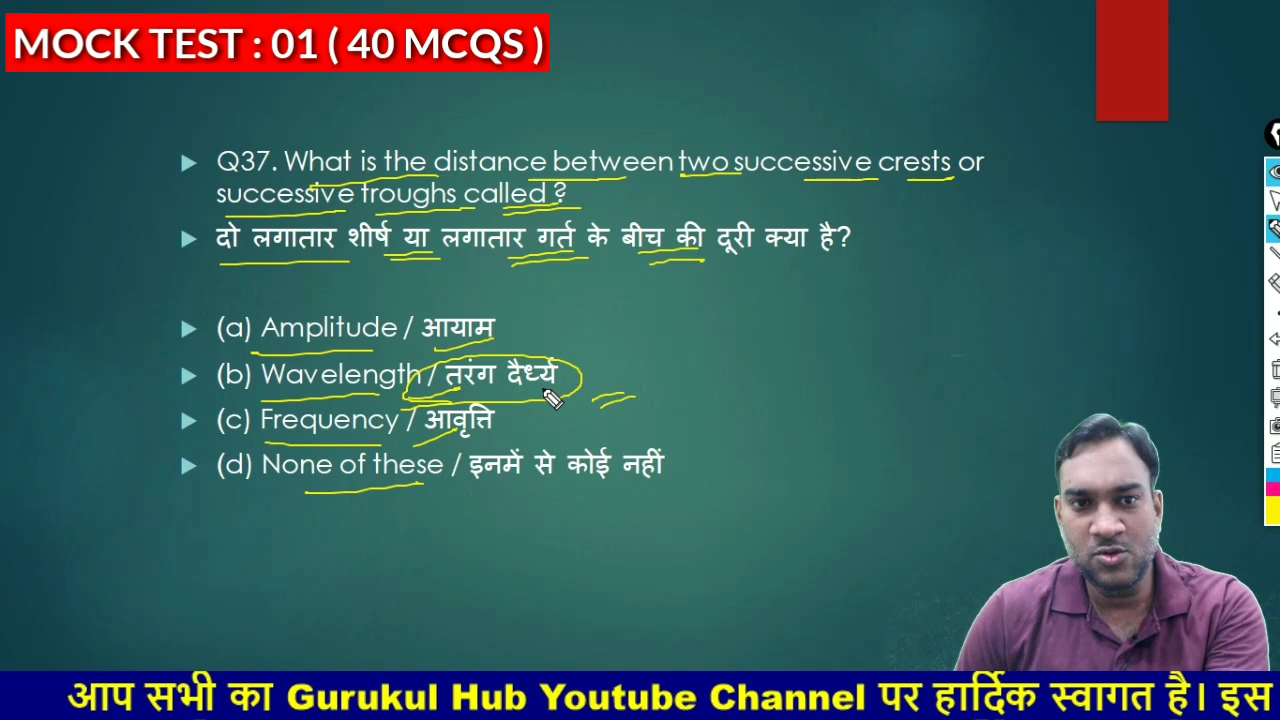 MOCK TEST : 01 ( 40 MCQS )
Q37. What is the distance between two successive crests or
successive troughs called ?
दो लगातार शीर्ष या लगातार गर्त के बीच की दूरी क्या है?
(a) Amplitude / आयाम
(b) Wavelength / तरंग दैर्ध्य
(c) Frequency / आवृत्ति
(d) None of these / इनमें से कोई नहीं
आप सभी का Gurukul Hub Youtube Channel पर हार्दिक स्वागत है। इस